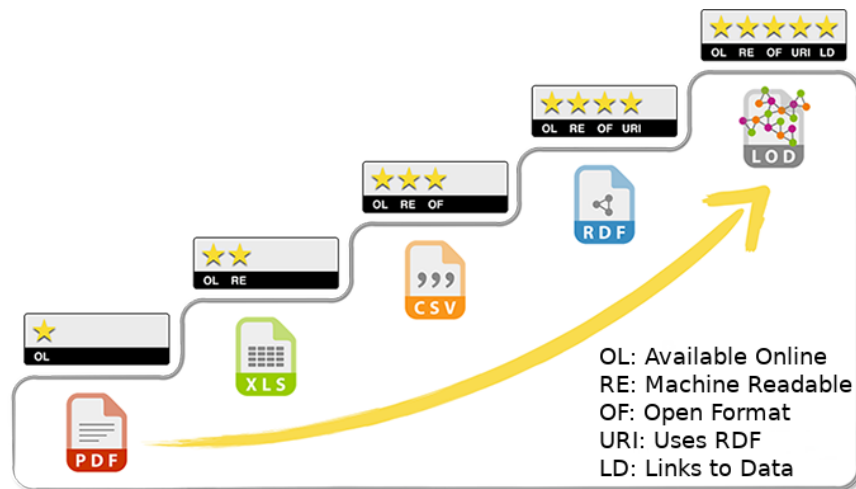 OL RE OF URI LD
LOD
OL RE OF URI
RDF
OL RE OF
,,,
CSV
OL RE
XLS
OL
PDF
OL: Available Online
RE: Machine Readable
OF: Open Format
URI: Uses RDF
LD: Links to Data